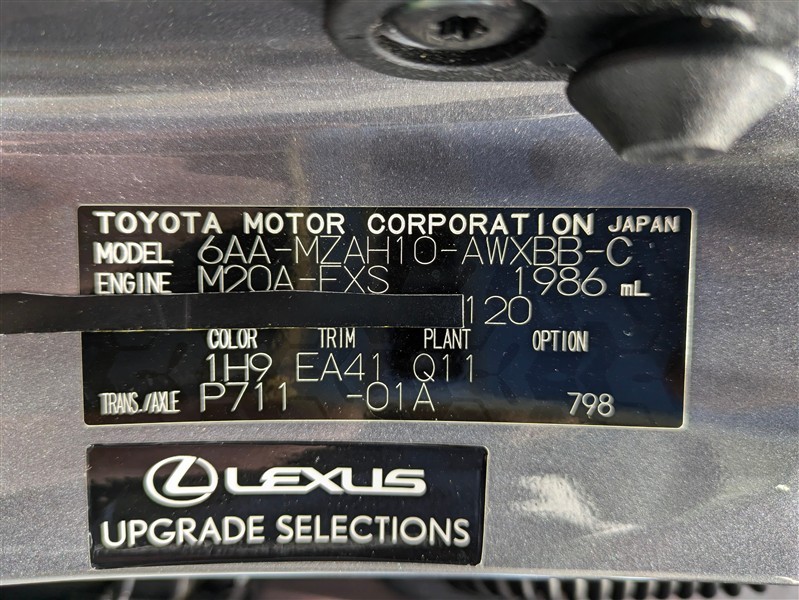 TOYOTA MOTOR CORPORATION JAPAN
MODEL 6AA-MZAH10-AWXBB-C
ENGINE M20A-FXS 1986 mL
120
COLOR TRIM PLANT OPTION
1H9 EA41 Q11
TRANS./AXLE P711 -01A 798
LEXUS
UPGRADE SELECTIONS